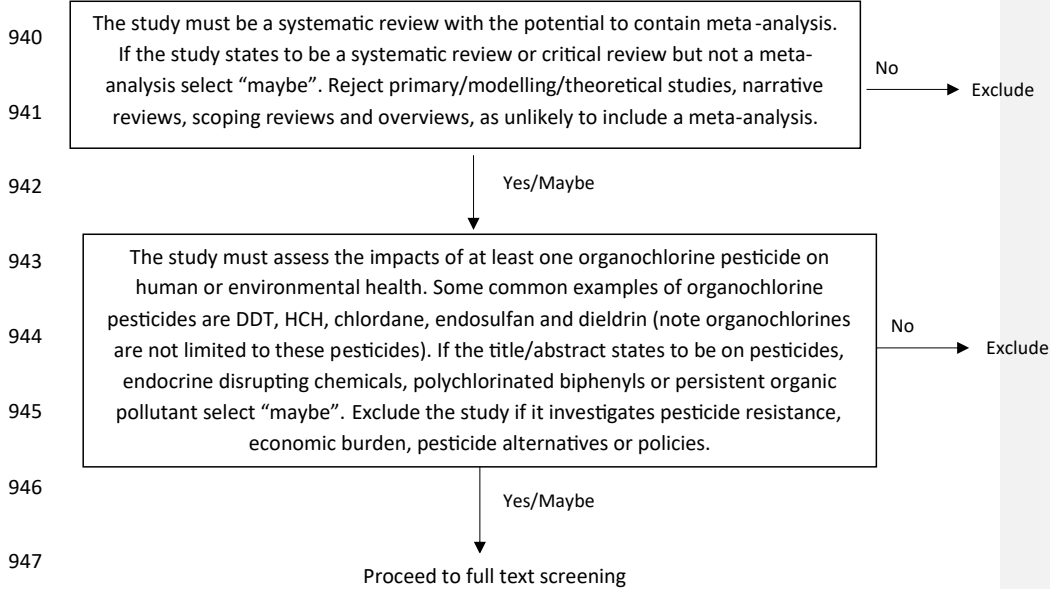 940
The study must be a systematic review with the potential to contain meta-analysis.
If the study states to be a systematic review or critical review but not a meta-
analysis select “maybe”. Reject primary/modelling/theoretical studies, narrative
reviews, scoping reviews and overviews, as unlikely to include a meta-analysis.
No
Exclude
941
942
Yes/Maybe
943
The study must assess the impacts of at least one organochlorine pesticide on
human or environmental health. Some common examples of organochlorine
pesticides are DDT, HCH, chlordane, endosulfan and dieldrin (note organochlorines
are not limited to these pesticides). If the title/abstract states to be on pesticides,
endocrine disrupting chemicals, polychlorinated biphenyls or persistent organic
pollutant select “maybe”. Exclude the study if it investigates pesticide resistance,
economic burden, pesticide alternatives or policies.
944
No
Exclude
945
946
Yes/Maybe
947
Proceed to full text screening